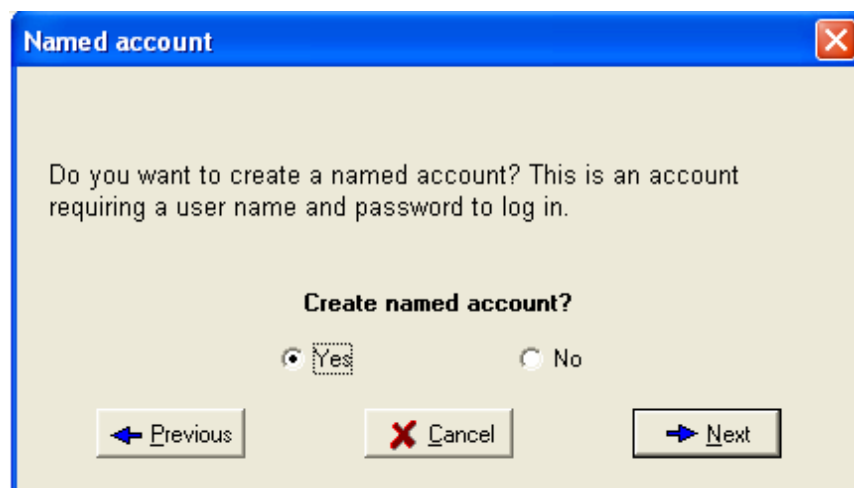 Named account
Do you want to create a named account? This is an account
requiring a user name and password to log in.
Create named account?
Yes No
Previous Cancel Next